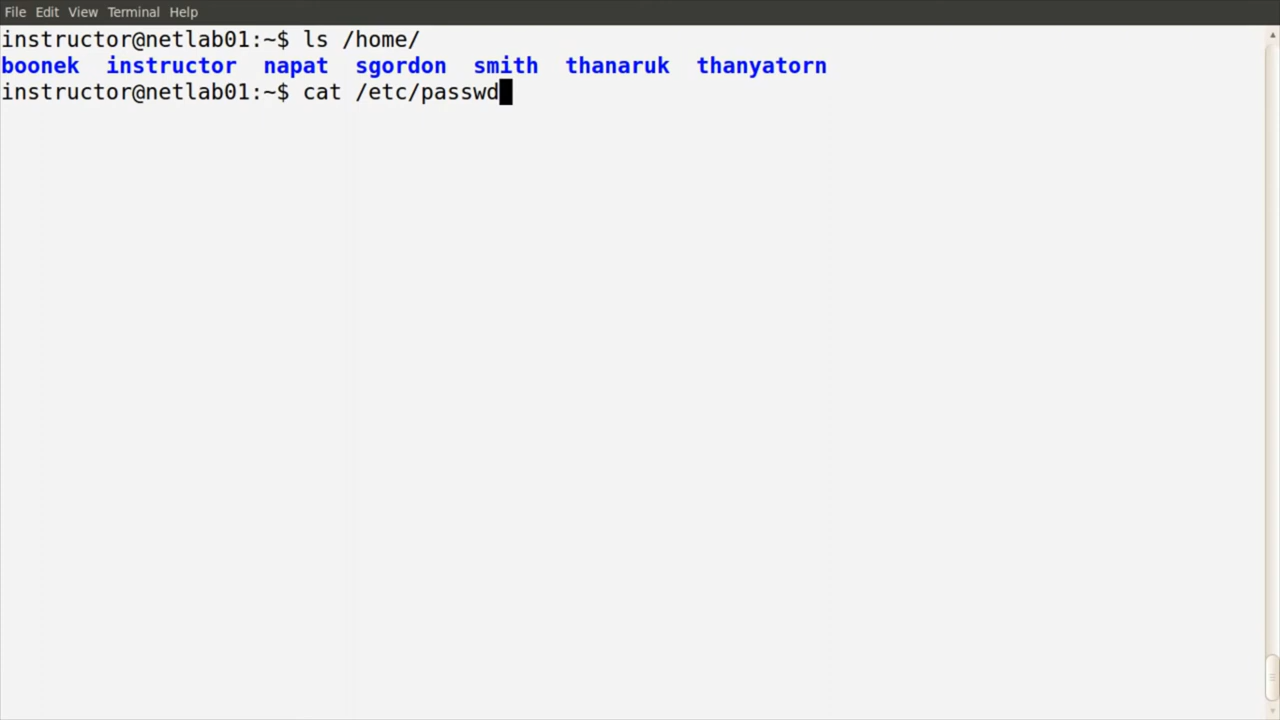 File Edit View Terminal Help
instructor@netlab01:~$ ls /home/
boonek instructor napat sgordon smith thanaruk thanyatorn
instructor@netlab01:~$ cat /etc/passwd